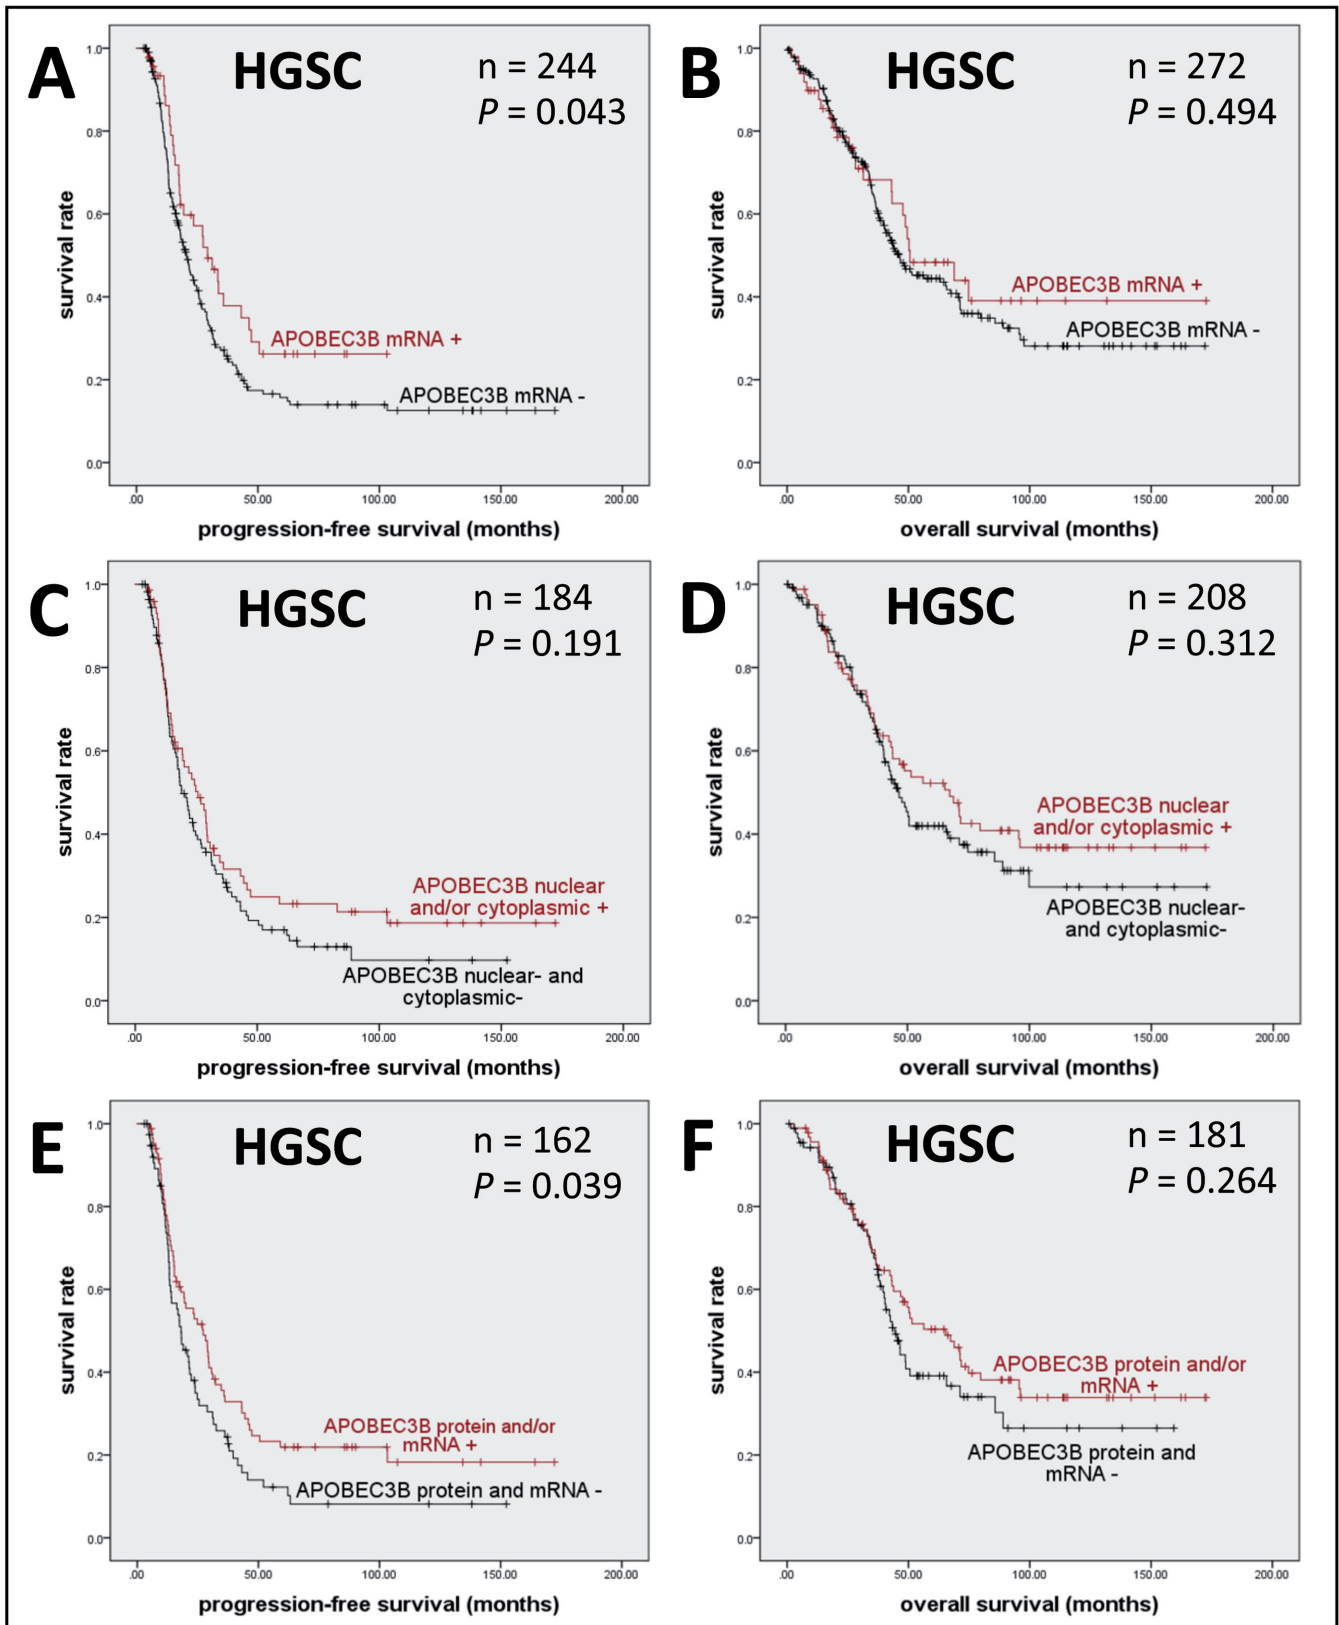 A
HGSC
n = 244
P = 0.043
survival rate
1.0
0.8
0.6
0.4
0.2
0.0
APOBEC3B mRNA +
APOBEC3B mRNA -
.00
50.00
100.00
150.00
200.00
progression-free survival (months)
B
HGSC
n = 272
P = 0.494
survival rate
1.0
0.8
0.6
0.4
0.2
0.0
APOBEC3B mRNA +
APOBEC3B mRNA -
.00
50.00
100.00
150.00
200.00
overall survival (months)
C
HGSC
n = 184
P = 0.191
survival rate
1.0
0.8
0.6
0.4
0.2
0.0
APOBEC3B nuclear
and/or cytoplasmic +
APOBEC3B nuclear- and
cytoplasmic-
.00
50.00
100.00
150.00
200.00
progression-free survival (months)
D
HGSC
n = 208
P = 0.312
survival rate
1.0
0.8
0.6
0.4
0.2
0.0
APOBEC3B nuclear
and/or cytoplasmic +
APOBEC3B nuclear-
and cytoplasmic-
.00
50.00
100.00
150.00
200.00
overall survival (months)
E
HGSC
n = 162
P = 0.039
survival rate
1.0
0.8
0.6
0.4
0.2
0.0
APOBEC3B protein and/or
mRNA +
APOBEC3B protein and mRNA -
.00
50.00
100.00
150.00
200.00
progression-free survival (months)
F
HGSC
n = 181
P = 0.264
survival rate
1.0
0.8
0.6
0.4
0.2
0.0
APOBEC3B protein and/or
mRNA +
APOBEC3B protein and
mRNA -
.00
50.00
100.00
150.00
200.00
overall survival (months)